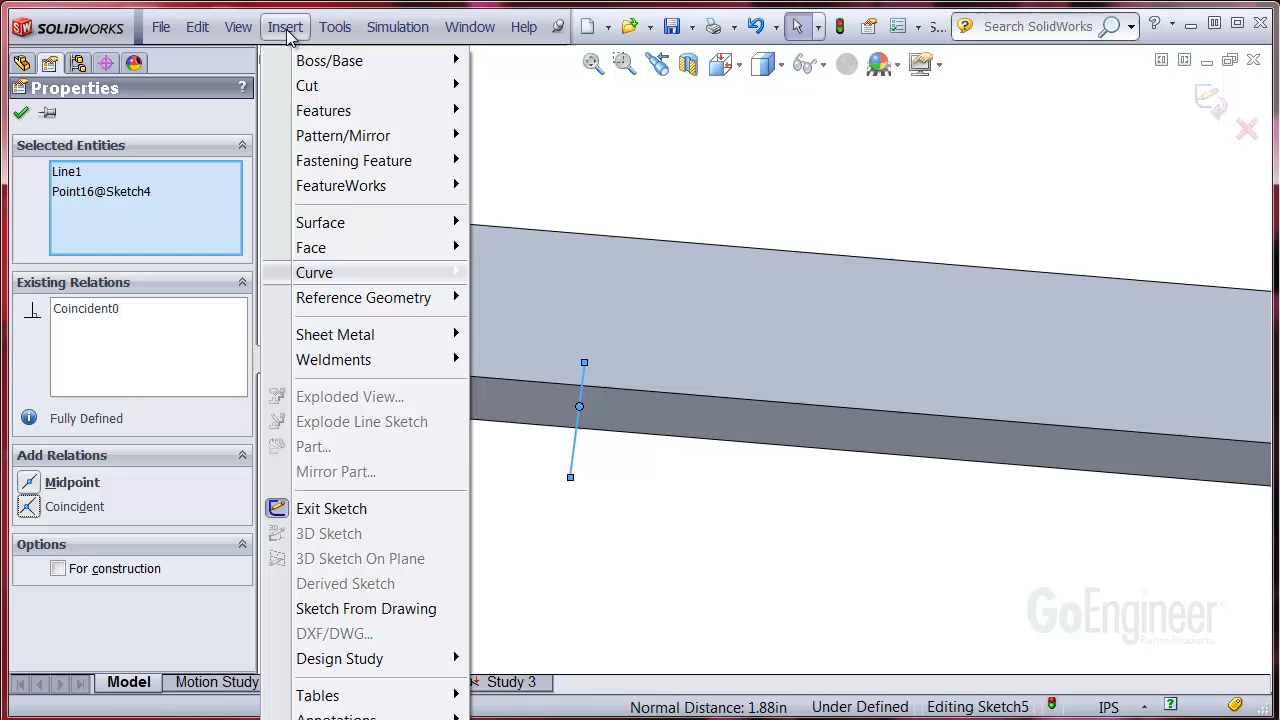 SOLIDWORKS File Edit View Insert Tools Simulation Window Help 5... Search SolidWorks ?
Properties ?
Selected Entities
Line1
Point16@Sketch4
Existing Relations
Coincident0
Fully Defined
Add Relations
Midpoint
Coincident
Options
For construction
Boss/Base
Cut
Features
Pattern/Mirror
Fastening Feature
FeatureWorks
Surface
Face
Curve
Reference Geometry
Sheet Metal
Weldments
Exploded View...
Explode Line Sketch
Part...
Mirror Part...
Exit Sketch
3D Sketch
3D Sketch On Plane
Derived Sketch
Sketch From Drawing
DXF/DWG...
Design Study
Tables
Annotations
GoEngineer
Model Motion Study Study 3
Normal Distance: 1.88in Under Defined Editing Sketch5 IPS ?